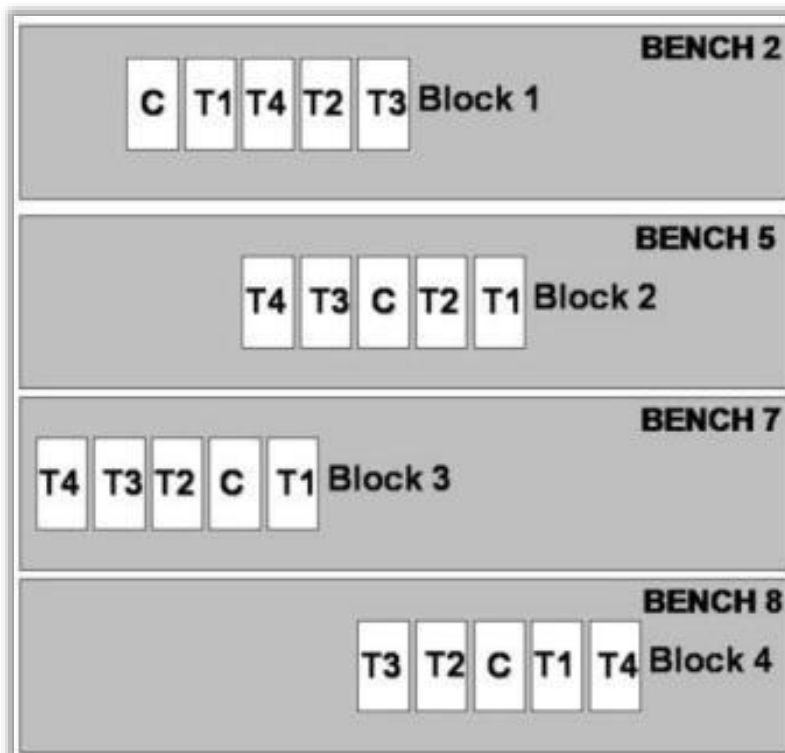 BENCH 2
C T1 T4 T2 T3 Block 1
BENCH 5
T4 T3 C T2 T1 Block 2
BENCH 7
T4 T3 T2 C T1 Block 3
BENCH 8
T3 T2 C T1 T4 Block 4